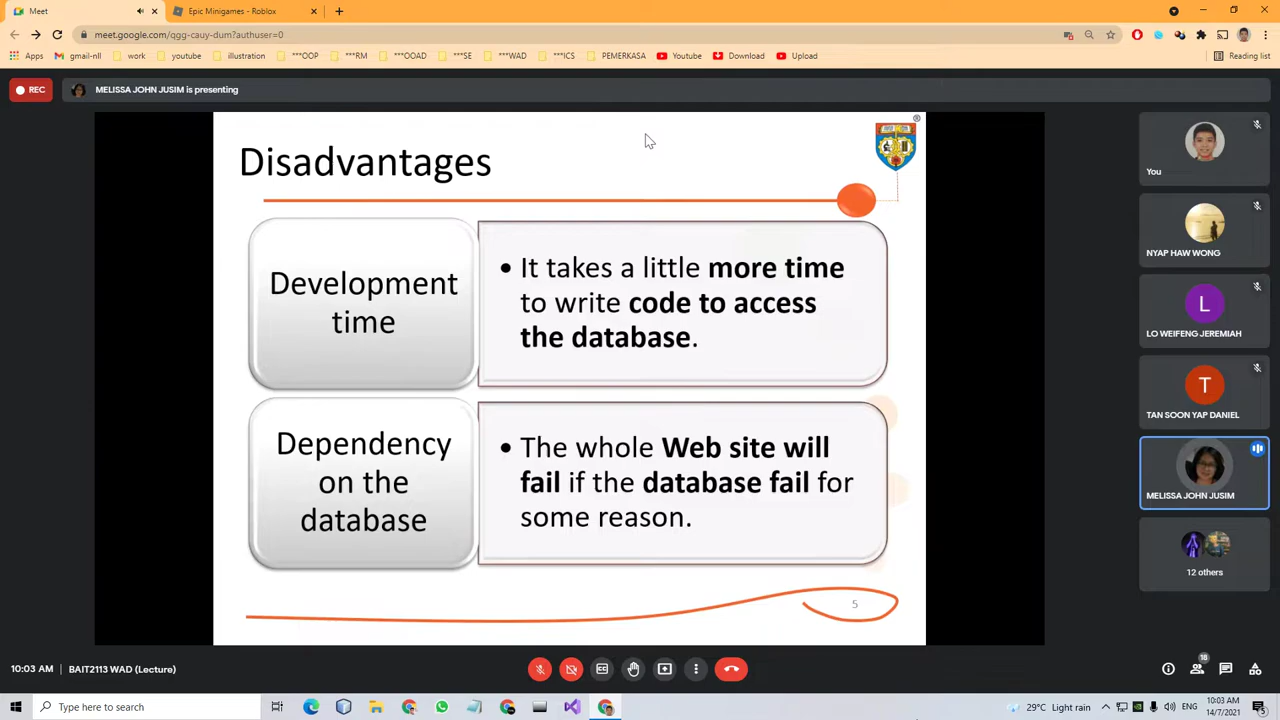 Meet
Epic Minigames - Roblox
meet.google.com/qgg-cauy-dum?authuser=0
Apps
gmail-nll
work
youtube
illustration
***OOP
***RM
***OOAD
***SE
***WAD
***ICS
PEMERKASA
Youtube
Download
Upload
Reading list
REC
MELISSA JOHN JUSIM is presenting
Disadvantages
®
Development
time
• It takes a little more time
to write code to access
the database.
Dependency
on the
database
• The whole Web site will
fail if the database fail for
some reason.
5
You
NYAP HAW WONG
L
LO WEIFENG JEREMIAH
T
TAN SOON YAP DANIEL
MELISSA JOHN JUSIM
12 others
10:03 AM | BAIT2113 WAD (Lecture)
18
Type here to search
29°C Light rain
ENG
10:03 AM
14/7/2021